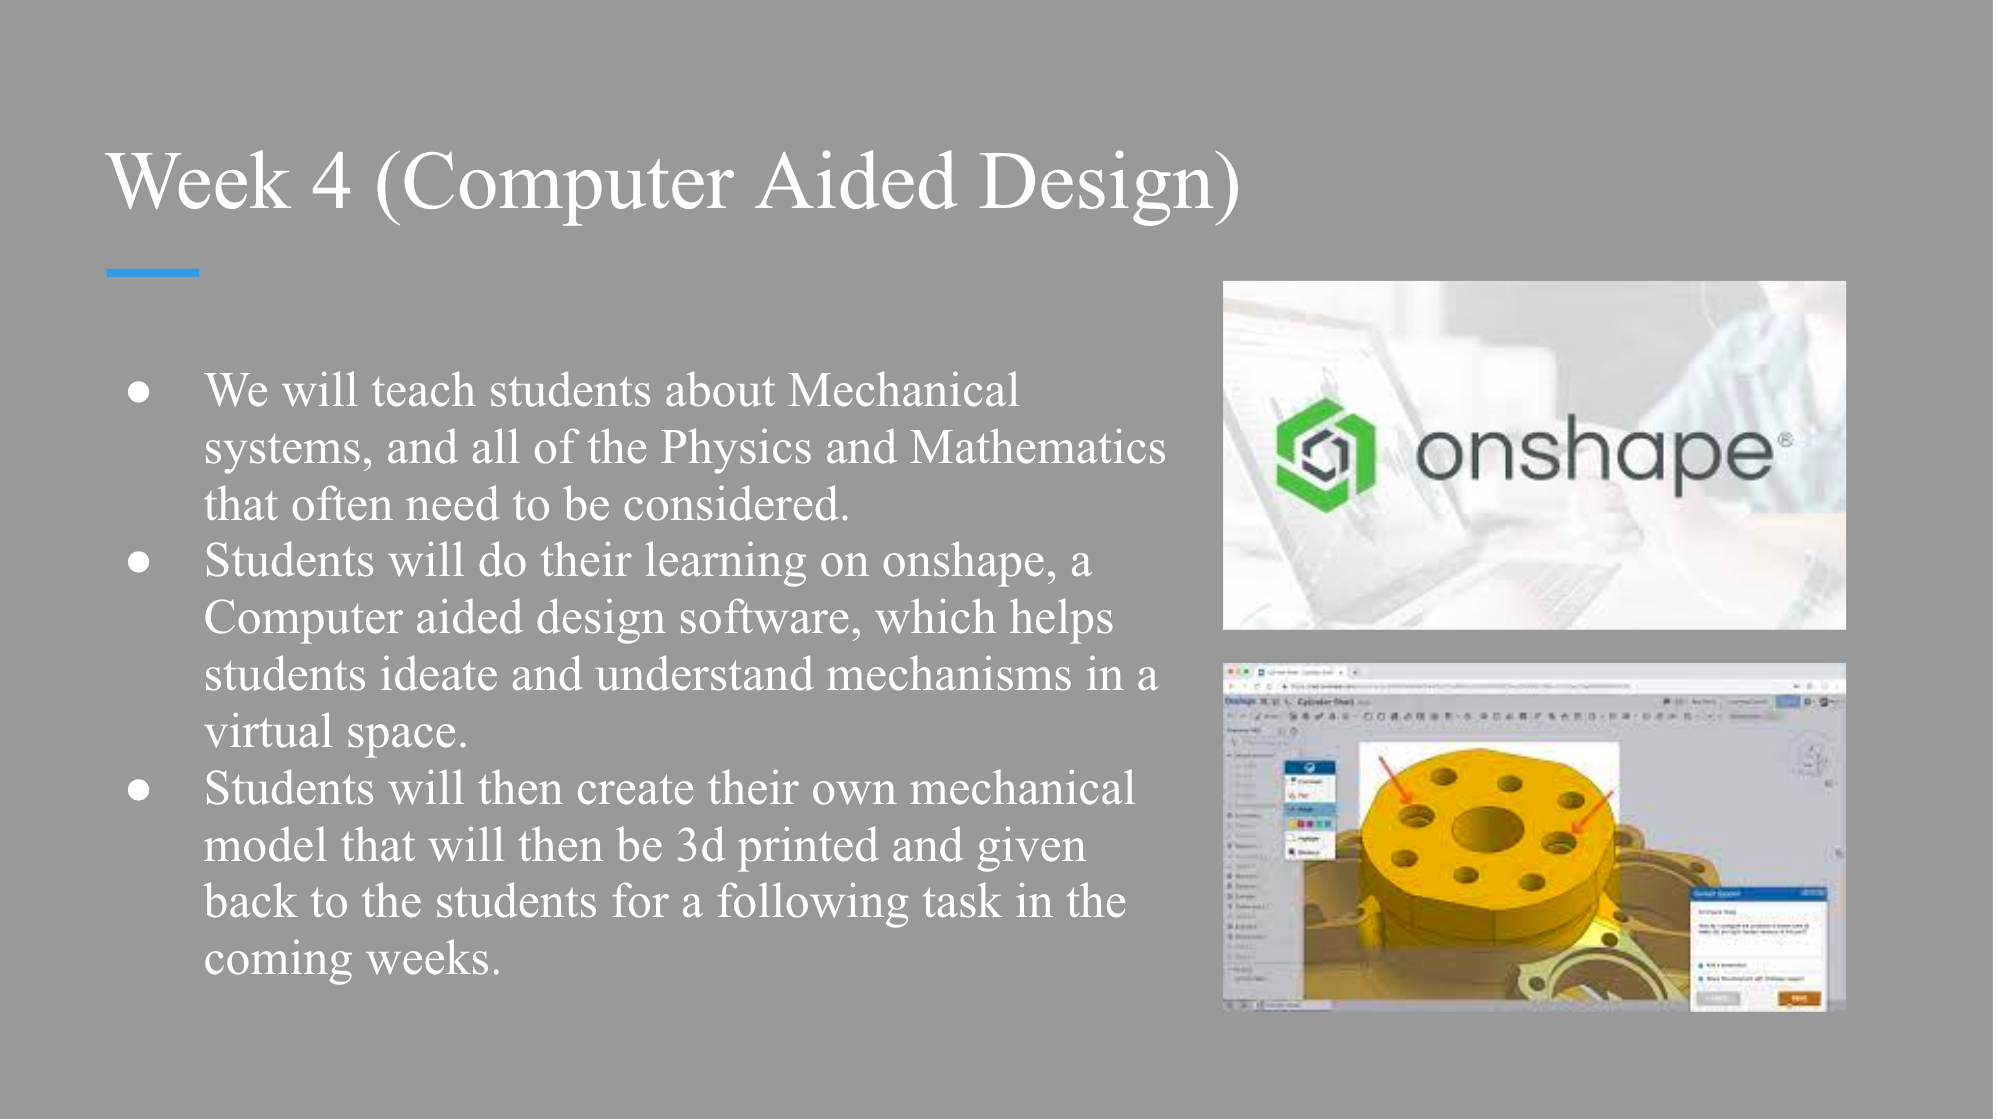 Week 4 (Computer Aided Design)
● We will teach students about Mechanical
systems, and all of the Physics and Mathematics
that often need to be considered.
● Students will do their learning on onshape, a
Computer aided design software, which helps
students ideate and understand mechanisms in a
virtual space.
● Students will then create their own mechanical
model that will then be 3d printed and given
back to the students for a following task in the
coming weeks.
onshape®